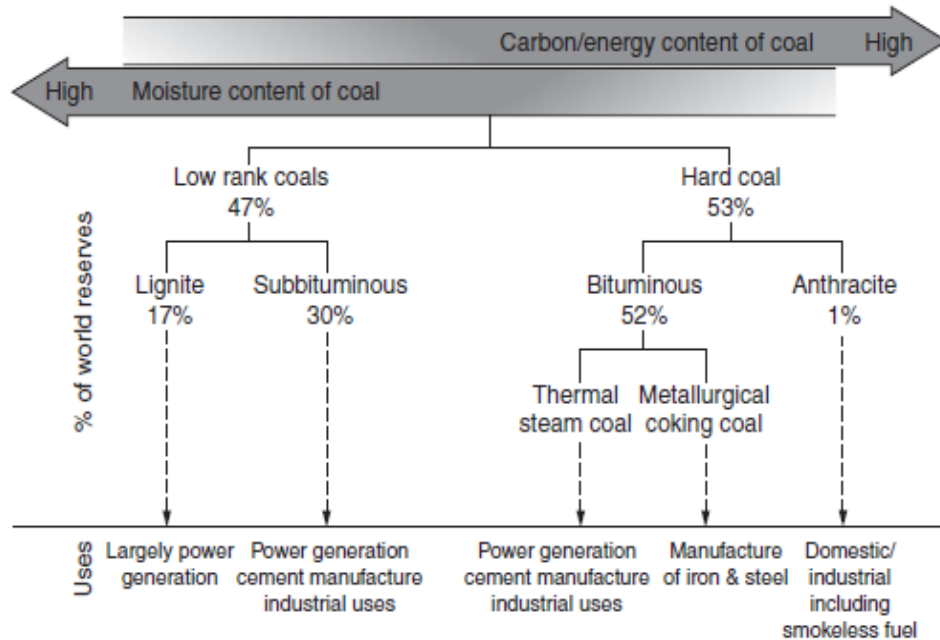 Carbon/energy content of coal High
High Moisture content of coal
Low rank coals
47%
Hard coal
53%
% of world reserves
Lignite
17%
Subbituminous
30%
Bituminous
52%
Anthracite
1%
Thermal
steam coal
Metallurgical
coking coal
Uses
Largely power
generation
Power generation
cement manufacture
industrial uses
Power generation
cement manufacture
industrial uses
Manufacture
of iron & steel
Domestic/
industrial
including
smokeless fuel